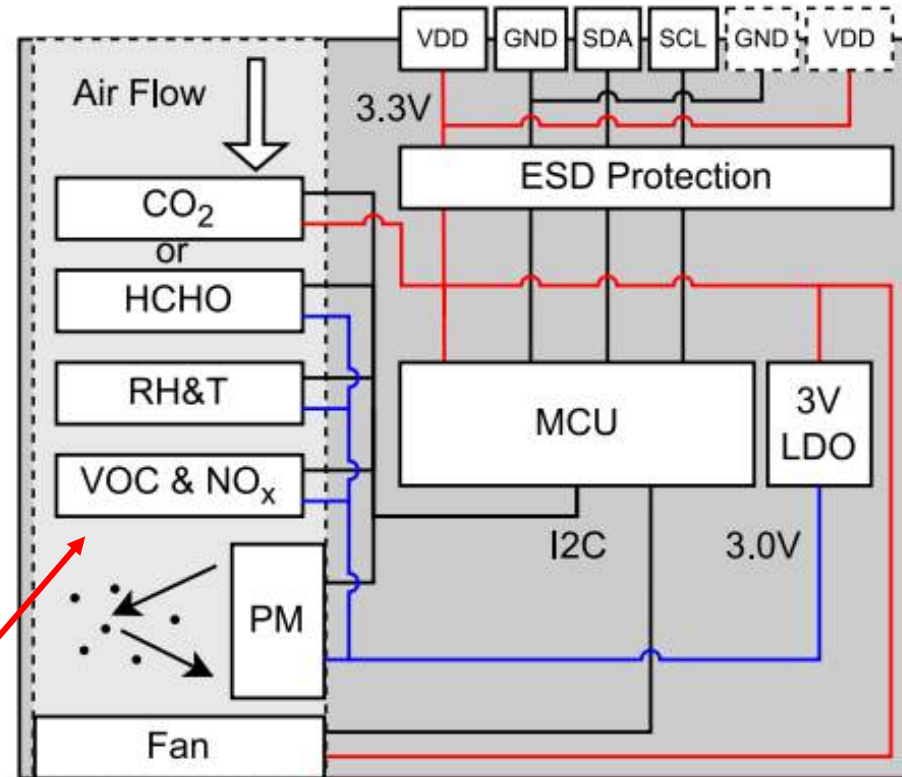 VDD
GND
SDA
SCL
GND
VDD
Air Flow
3.3V
ESD Protection
CO₂
or
HCHO
RH&T
VOC & NOₓ
PM
Fan
MCU
3V
LDO
I2C
3.0V